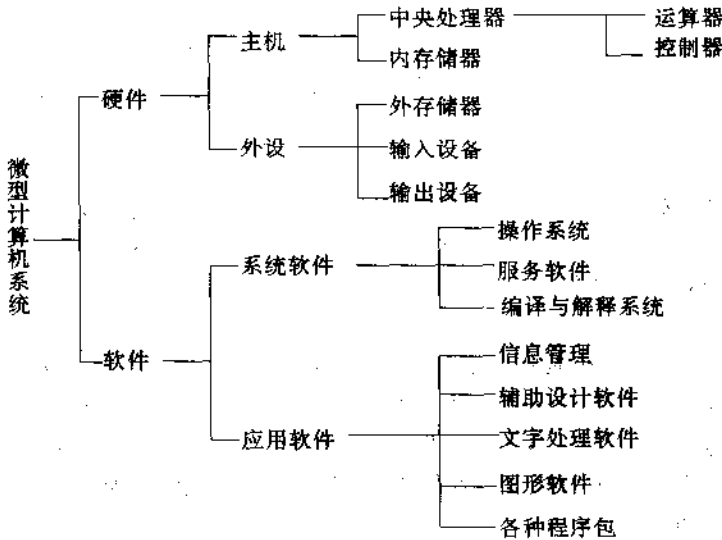 微型计算机系统
硬件
主机
中央处理器
运算器
控制器
内存储器
外设
外存储器
输入设备
输出设备
软件
系统软件
操作系统
服务软件
编译与解释系统
应用软件
信息管理
辅助设计软件
文字处理软件
图形软件
各种程序包